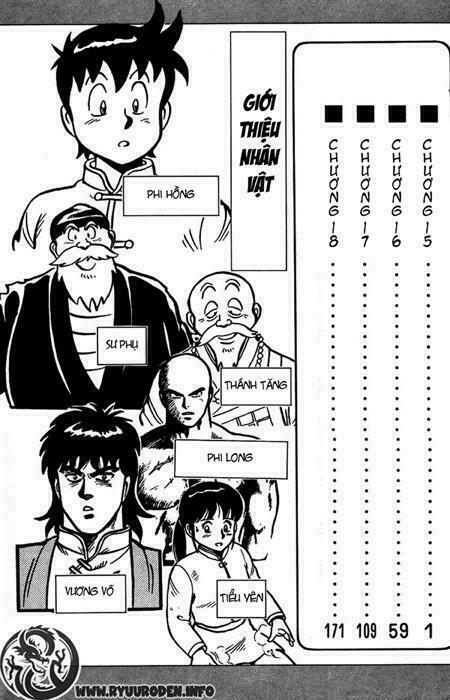 GIỚI
THIỆU
NHÂN
VẬT
PHI HỒNG
SƯ PHỤ
THÁNH TĂNG
PHI LONG
VƯƠNG VÕ
TIỂU YẾN
CHƯƠNG 15 1
CHƯƠNG 16 59
CHƯƠNG 17 109
CHƯƠNG 18 171
WWW.RYUURODEN.INFO